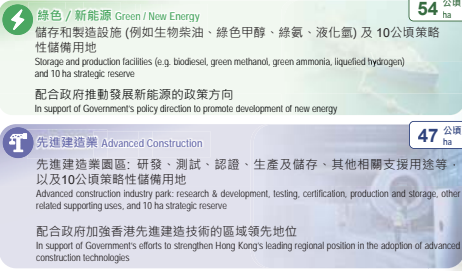 54 公頃
ha
綠色 / 新能源 Green / New Energy
儲存和製造設施 (例如生物柴油、綠色甲醇、綠氨、液化氫) 及 10公頃策略
性儲備用地
Storage and production facilities (e.g. biodiesel, green methanol, green ammonia, liquefied hydrogen)
and 10 ha strategic reserve
配合政府推動發展新能源的政策方向
In support of Government's policy direction to promote development of new energy
47 公頃
ha
先進建造業 Advanced Construction
先進建造業園區: 研發、測試、認證、生產及儲存、其他相關支援用途等，
以及10公頃策略性儲備用地
Advanced construction industry park: research & development, testing, certification, production and storage, other
related supporting uses, and 10 ha strategic reserve
配合政府加強香港先進建造技術的區域領先地位
In support of Government's efforts to strengthen Hong Kong's leading regional position in the adoption of advanced
construction technologies